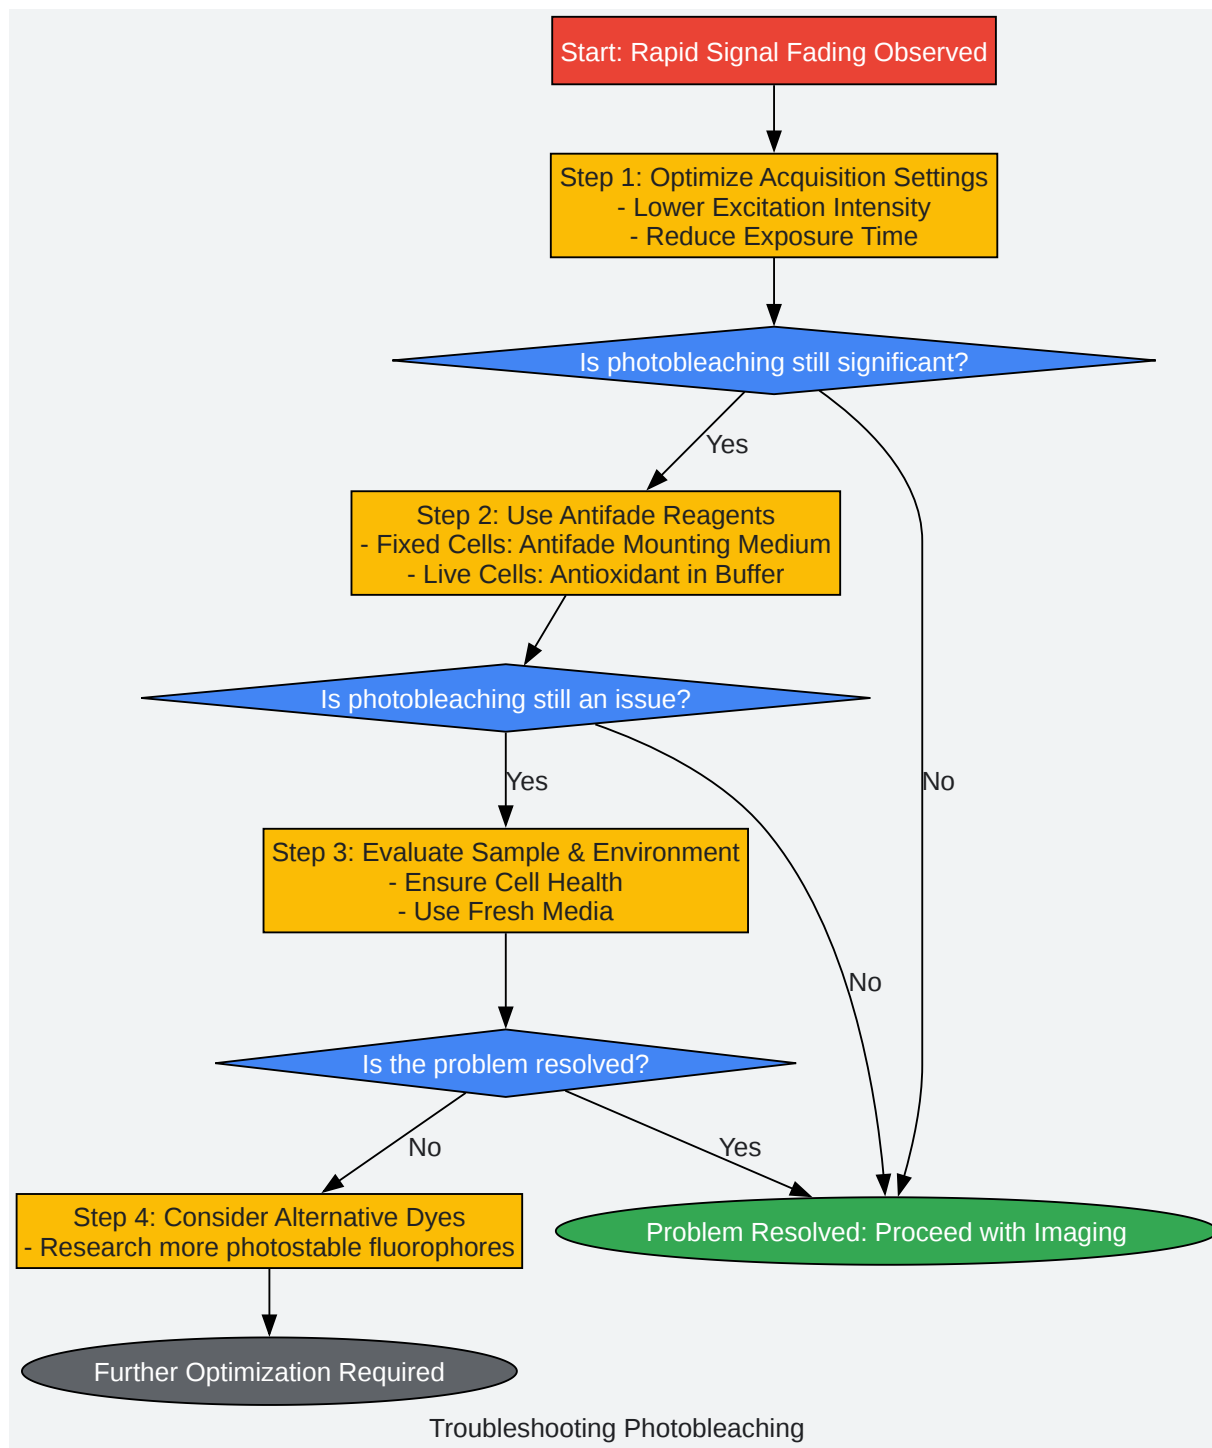 Start: Rapid Signal Fading Observed
Step 1: Optimize Acquisition Settings
- Lower Excitation Intensity
- Reduce Exposure Time
Is photobleaching still significant?
Yes
Step 2: Use Antifade Reagents
- Fixed Cells: Antifade Mounting Medium
- Live Cells: Antioxidant in Buffer
Is photobleaching still an issue?
Yes
No
Step 3: Evaluate Sample & Environment
- Ensure Cell Health
- Use Fresh Media
No
Is the problem resolved?
No
Yes
Step 4: Consider Alternative Dyes
- Research more photostable fluorophores
Problem Resolved: Proceed with Imaging
Further Optimization Required
Troubleshooting Photobleaching